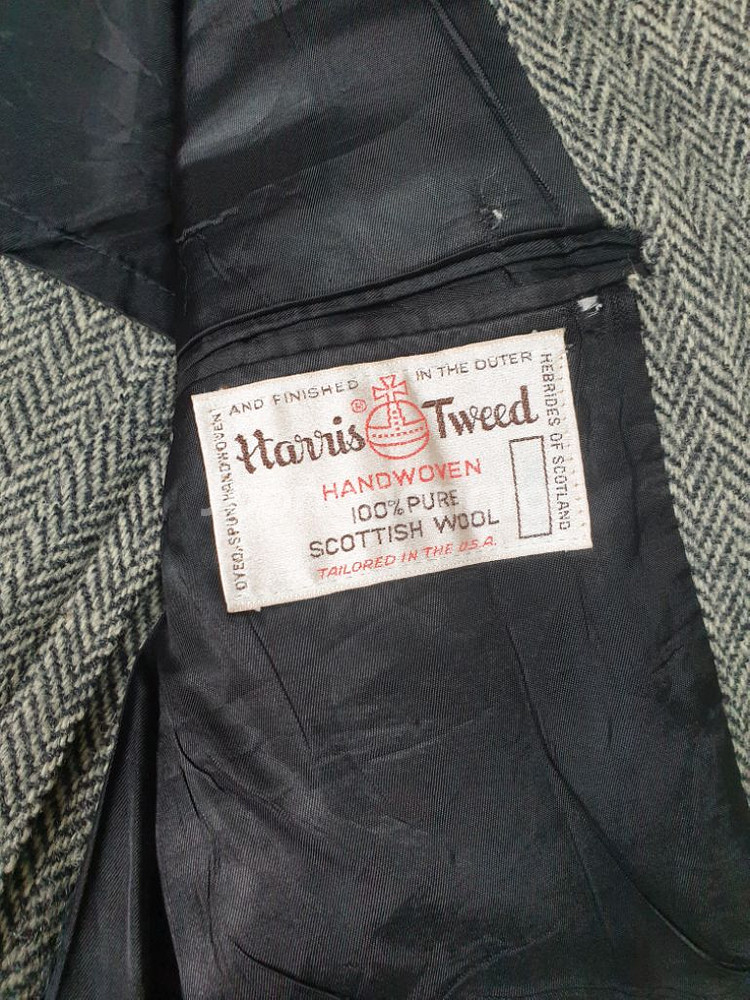 DYED, SPUN, HANDWOVEN
AND FINISHED IN THE OUTER
HEBRIDES OF SCOTLAND
Harris ® Tweed
HANDWOVEN
100% PURE
SCOTTISH WOOL
TAILORED IN THE U.S.A.